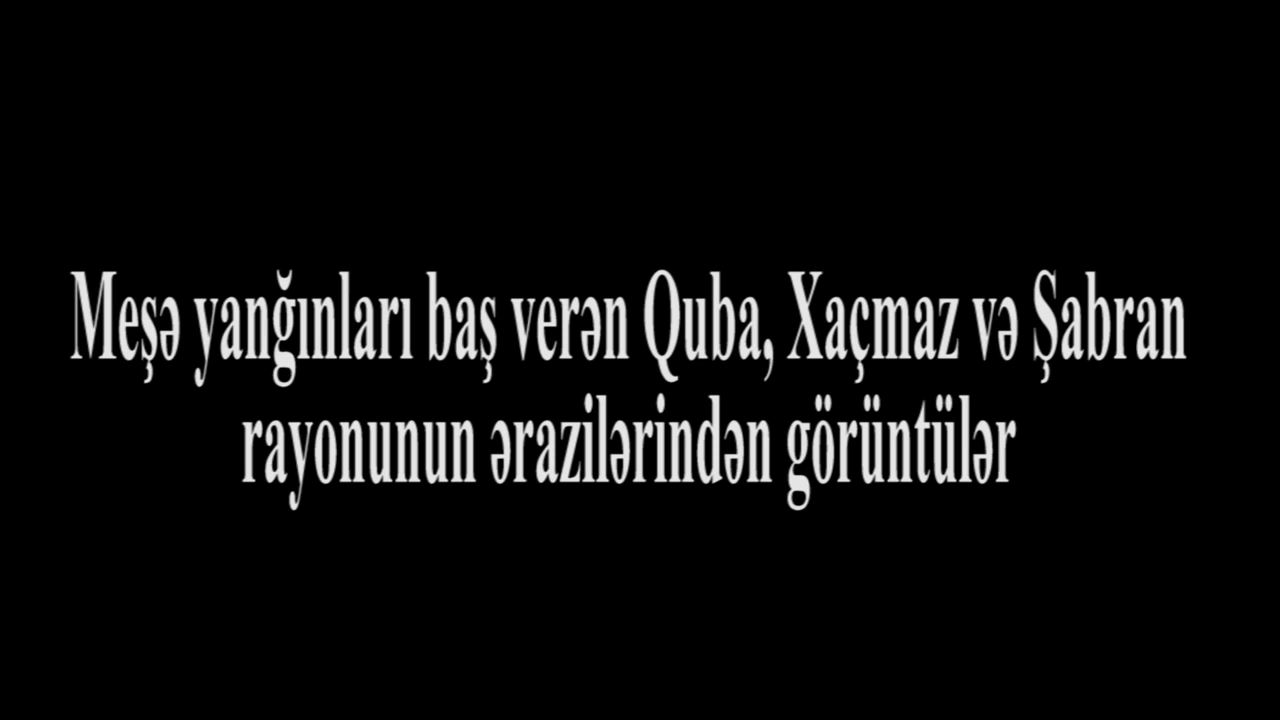 Meşə yanğınları baş verən Quba, Xaçmaz və Şabran
rayonunun ərazilərindən görüntülər